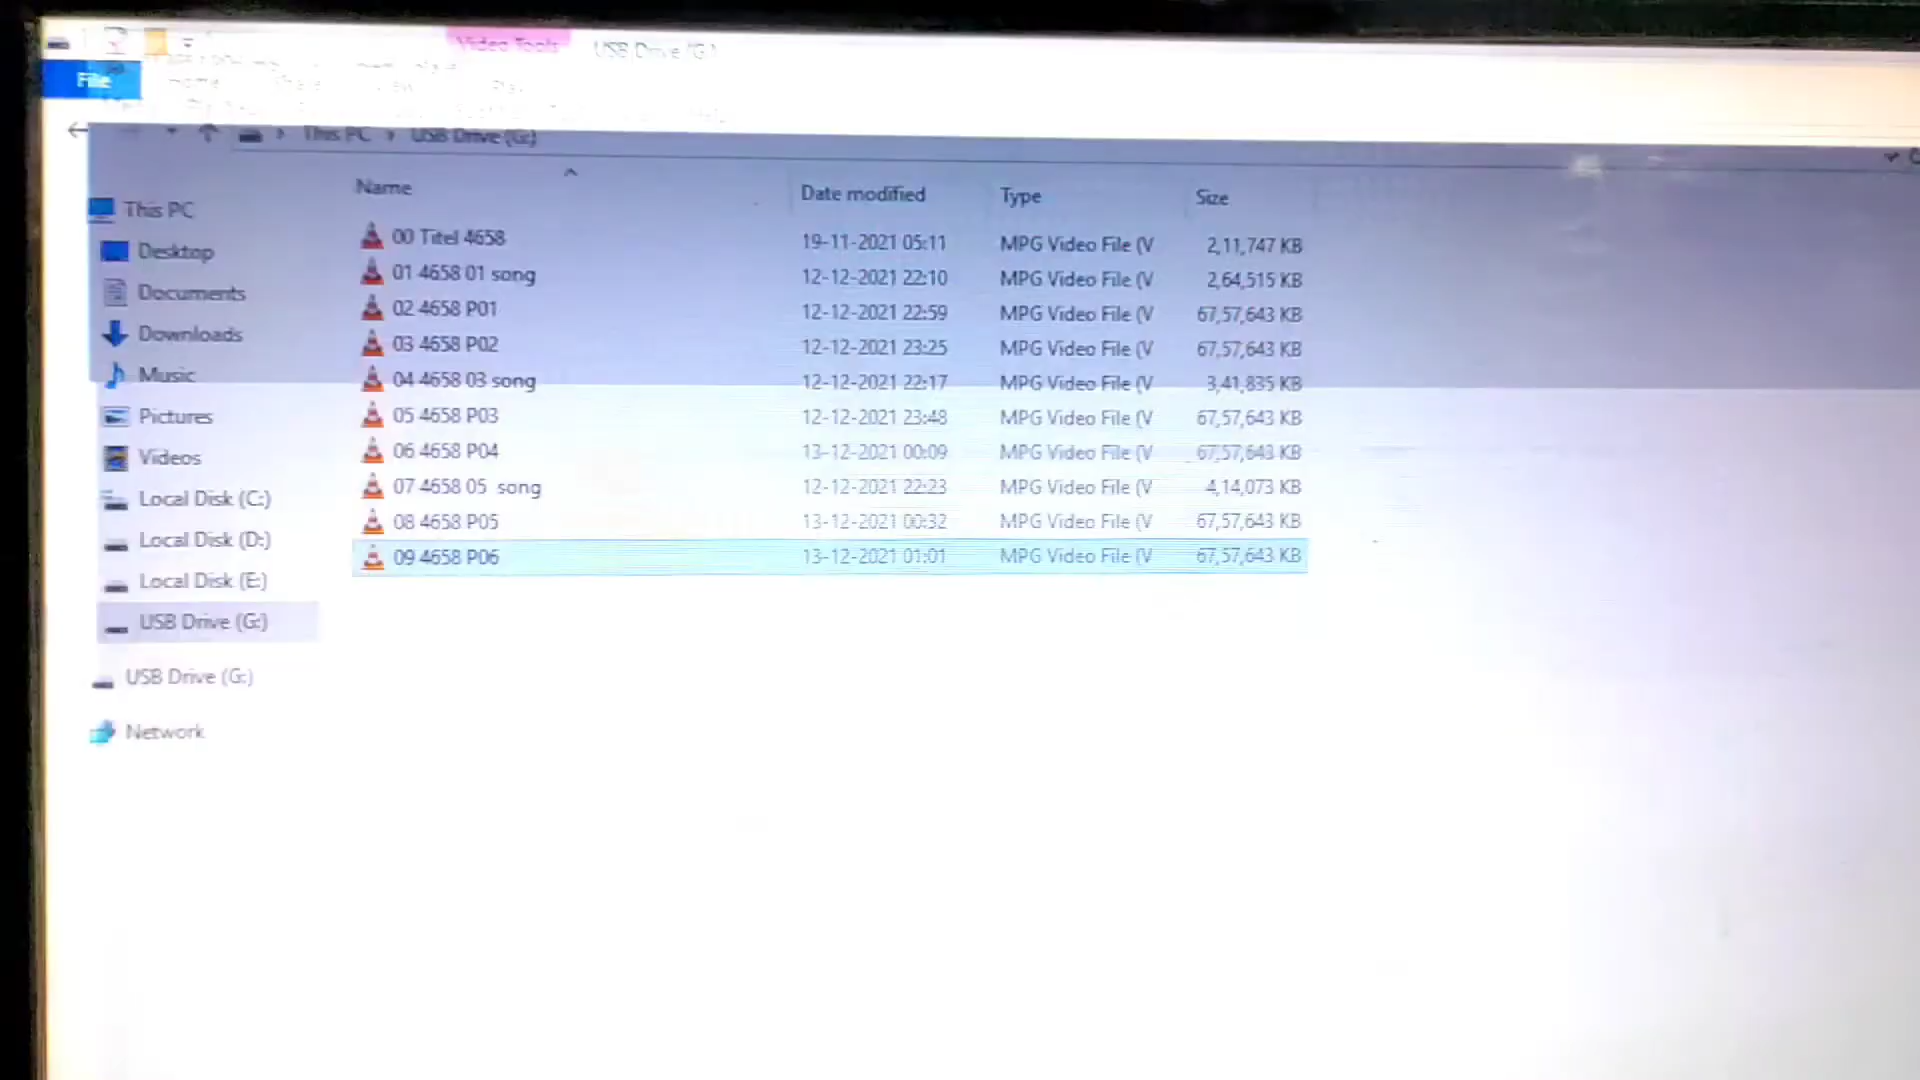 Video Tools USB Drive (G:)
File Home Share View Play
This PC › USB Drive (G:)
Name Date modified Type Size
This PC
Desktop
Documents
Downloads
Music
Pictures
Videos
Local Disk (C:)
Local Disk (D:)
Local Disk (E:)
USB Drive (G:)
USB Drive (G:)
Network
00 Titel 4658 19-11-2021 05:11 MPG Video File (V 2,11,747 KB
01 4658 01 song 12-12-2021 22:10 MPG Video File (V 2,64,515 KB
02 4658 P01 12-12-2021 22:59 MPG Video File (V 67,57,643 KB
03 4658 P02 12-12-2021 23:25 MPG Video File (V 67,57,643 KB
04 4658 03 song 12-12-2021 22:17 MPG Video File (V 3,41,835 KB
05 4658 P03 12-12-2021 23:48 MPG Video File (V 67,57,643 KB
06 4658 P04 13-12-2021 00:09 MPG Video File (V 67,57,643 KB
07 4658 05 song 12-12-2021 22:23 MPG Video File (V 4,14,073 KB
08 4658 P05 13-12-2021 00:32 MPG Video File (V 67,57,643 KB
09 4658 P06 13-12-2021 01:01 MPG Video File (V 67,57,643 KB